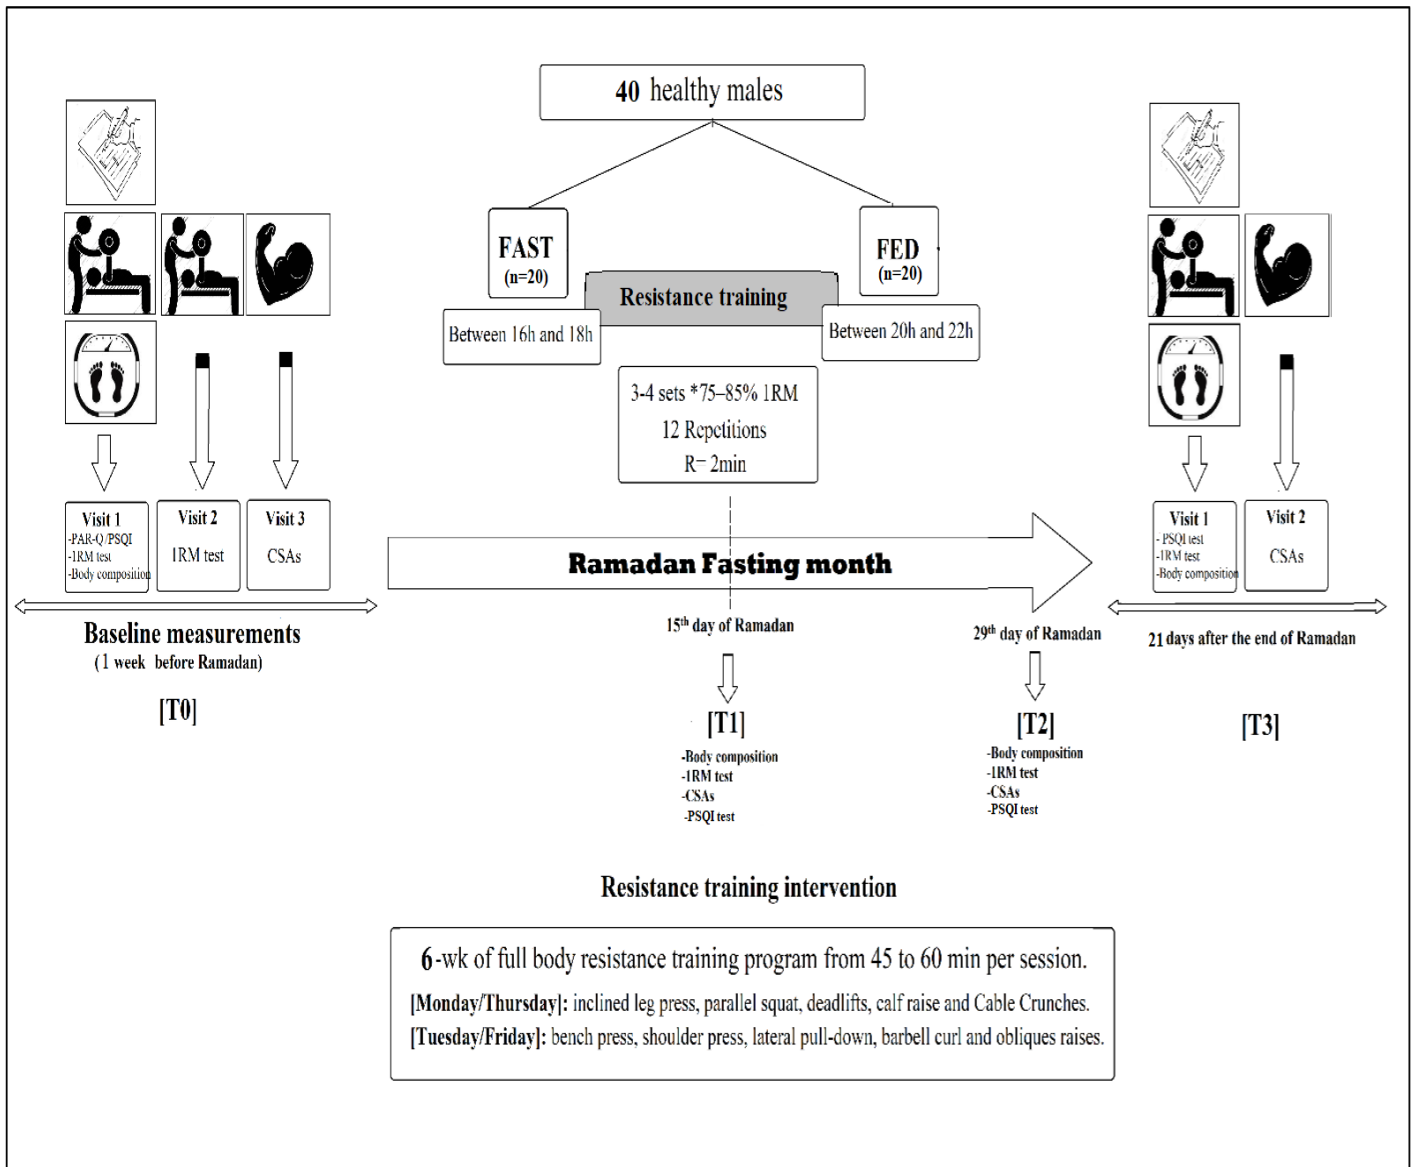 40 healthy males
FAST
(n=20)
FED
(n=20)
Resistance training
Between 16h and 18h
Between 20h and 22h
3-4 sets *75–85% 1RM
12 Repetitions
R= 2min
Visit 1
-PAR-Q/PSQI
-1RM test
-Body composition
Visit 2
1RM test
Visit 3
CSAs
Ramadan Fasting month
Visit 1
- PSQI test
-1RM test
-Body composition
Visit 2
CSAs
Baseline measurements
(1 week before Ramadan)
[T0]
15th day of Ramadan
29th day of Ramadan
21 days after the end of Ramadan
[T1]
-Body composition
-1RM test
-CSAs
-PSQI test
[T2]
-Body composition
-1RM test
-CSAs
-PSQI test
[T3]
Resistance training intervention
6-wk of full body resistance training program from 45 to 60 min per session.
[Monday/Thursday]: inclined leg press, parallel squat, deadlifts, calf raise and Cable Crunches.
[Tuesday/Friday]: bench press, shoulder press, lateral pull-down, barbell curl and obliques raises.